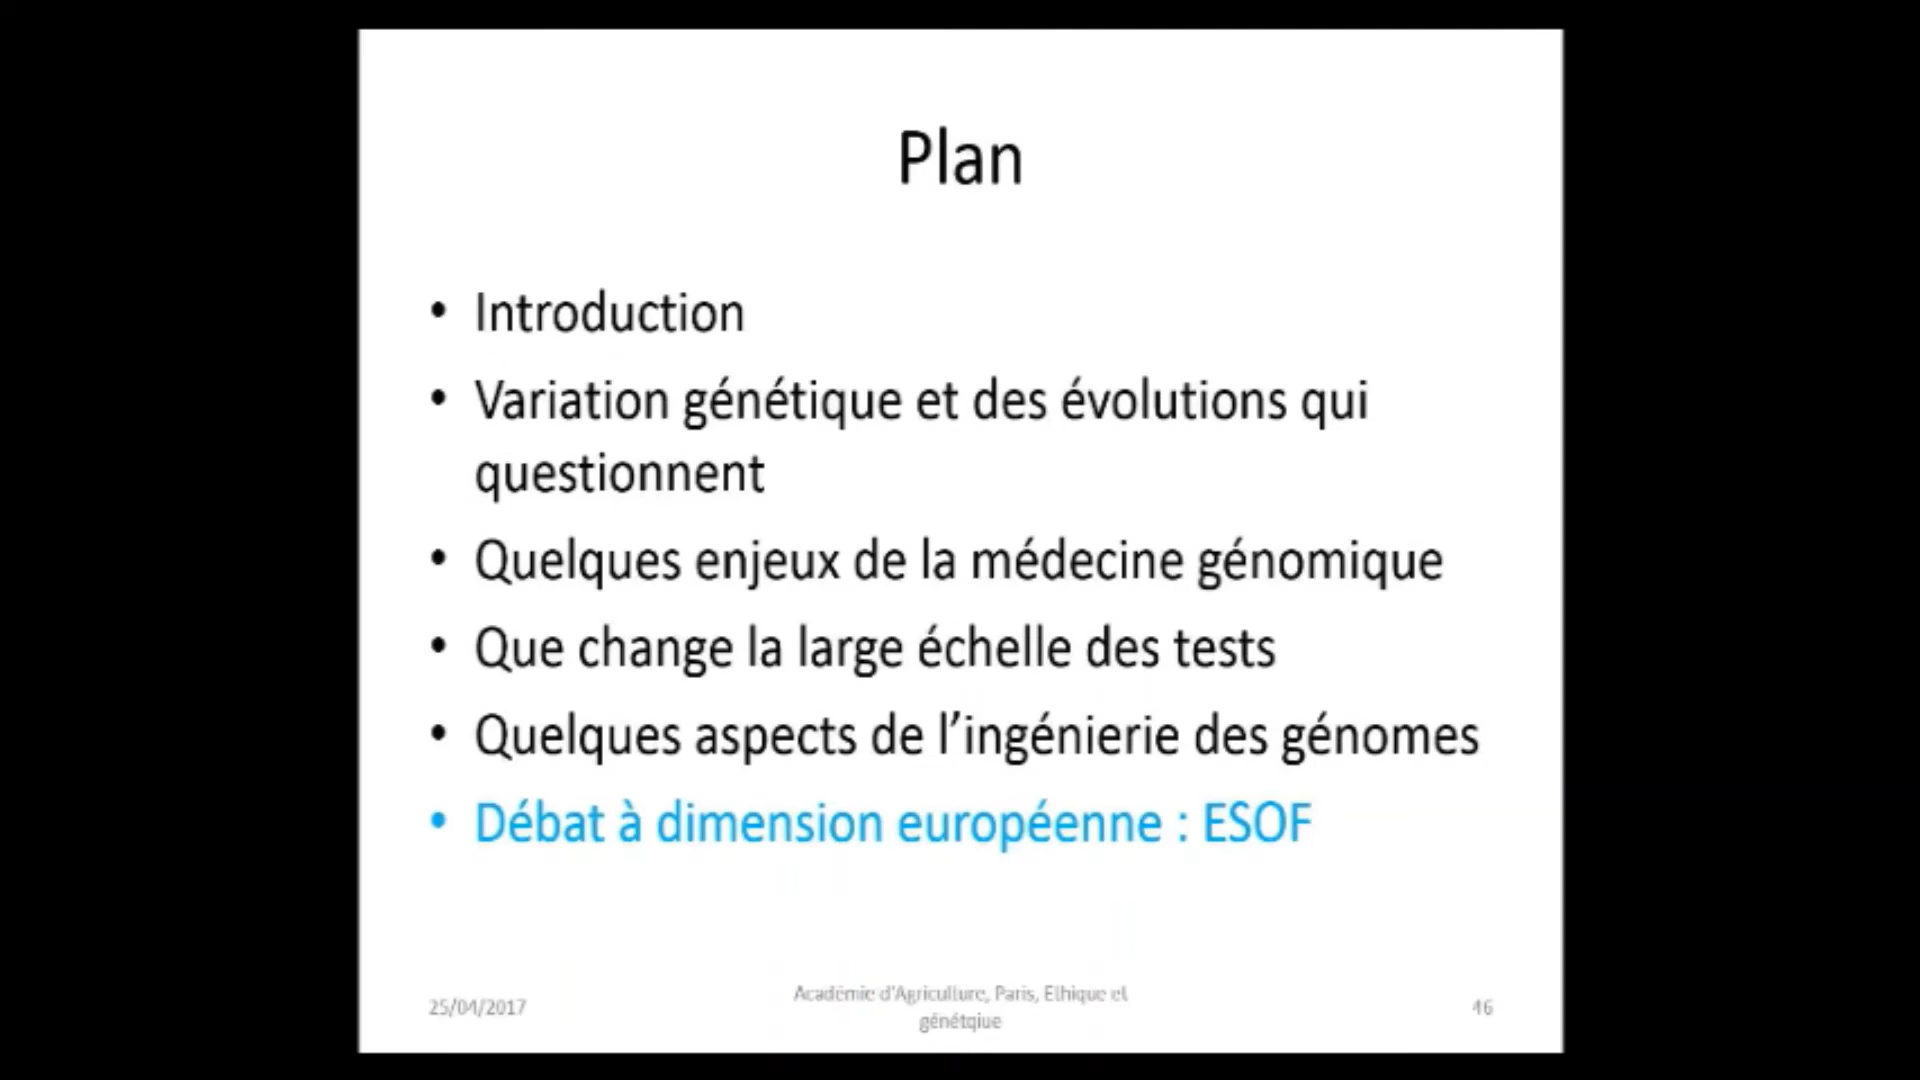 Plan
• Introduction
• Variation génétique et des évolutions qui
questionnent
• Quelques enjeux de la médecine génomique
• Que change la large échelle des tests
• Quelques aspects de l’ingénierie des génomes
• Débat à dimension européenne : ESOF
25/04/2017
Académie d'Agriculture, Paris, Ethique et
génétqiue
46